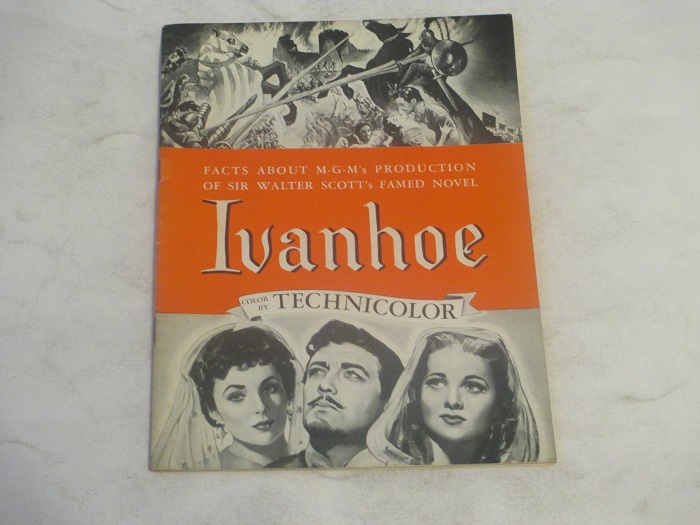 FACTS ABOUT M-G-M's PRODUCTION
OF SIR WALTER SCOTT's FAMED NOVEL
Ivanhoe
COLOR BY TECHNICOLOR